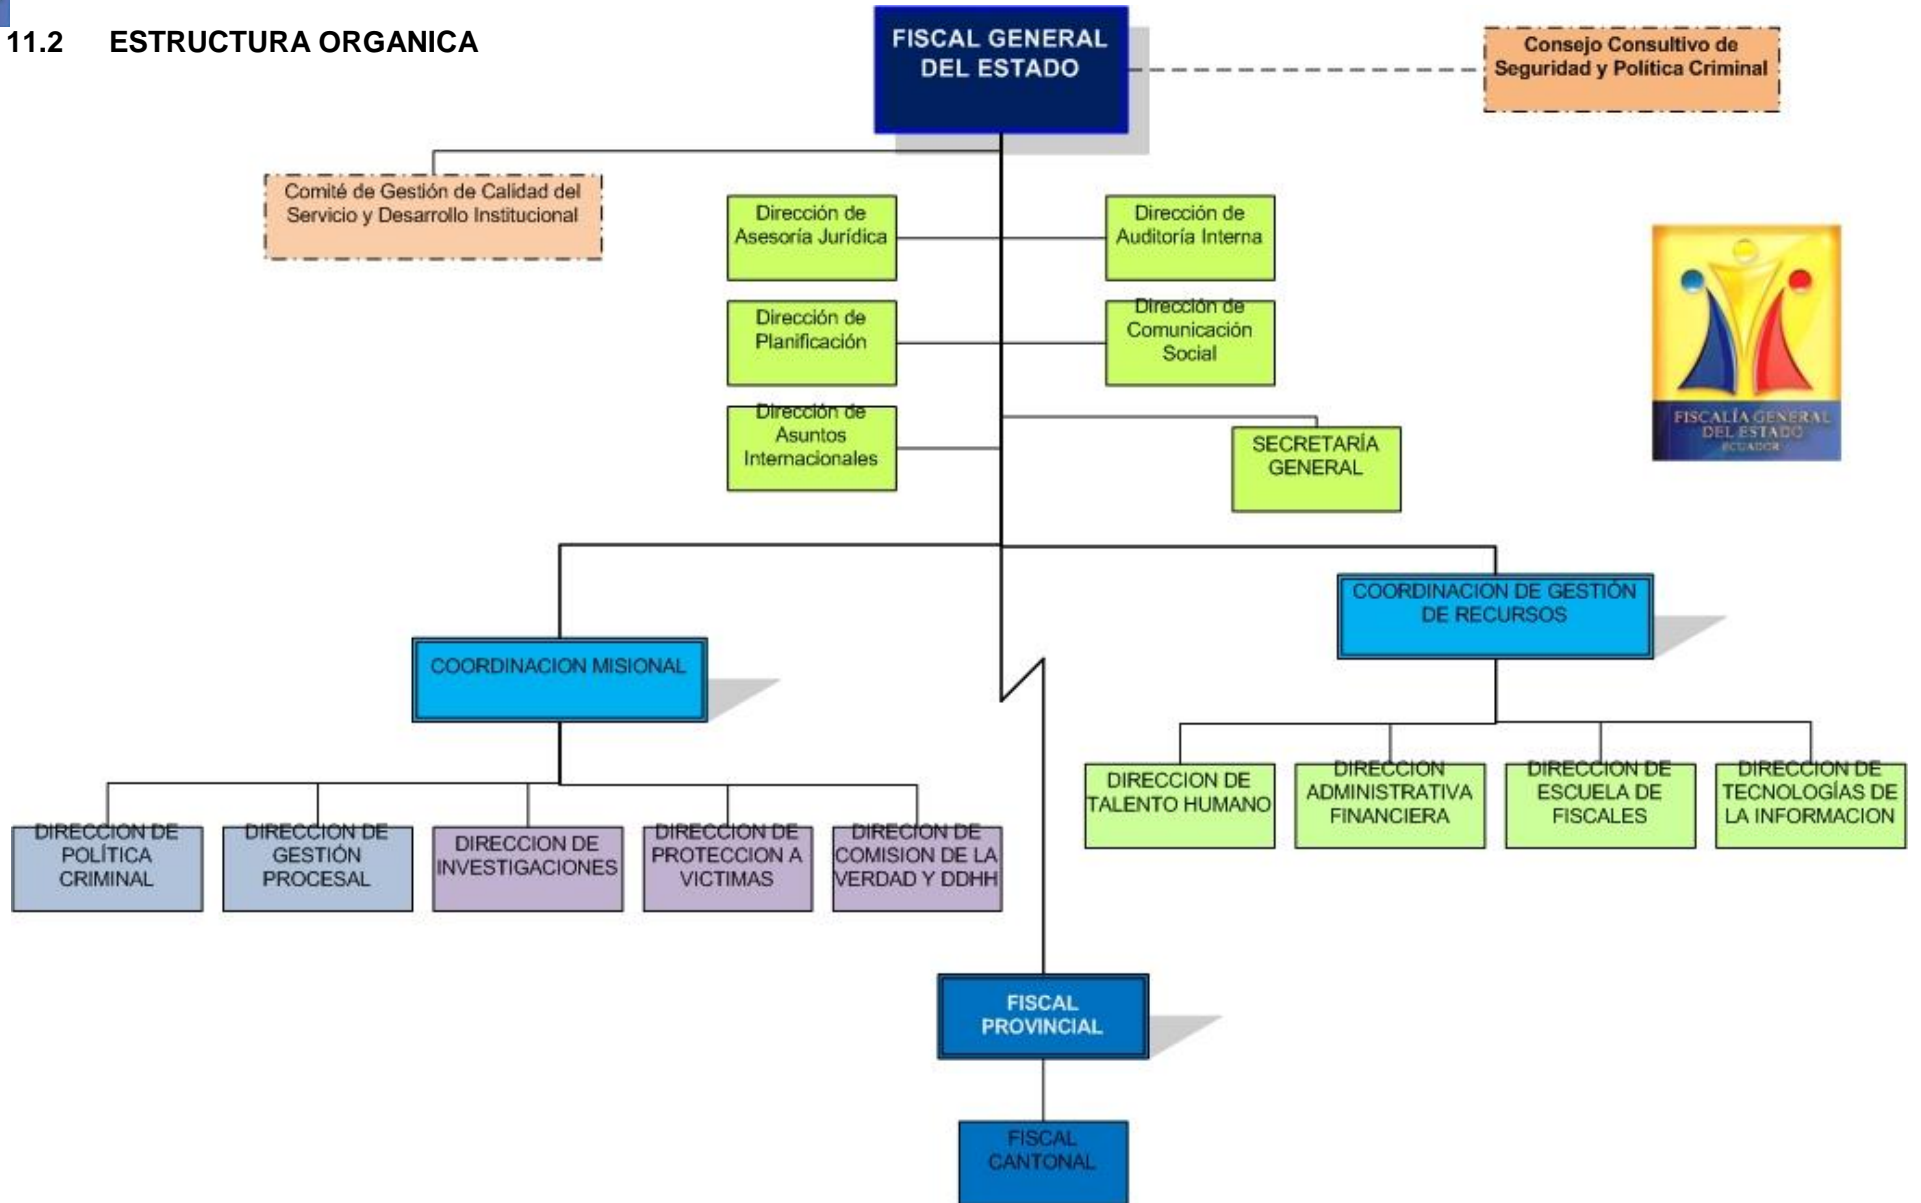 11.2 ESTRUCTURA ORGANICA
FISCAL GENERAL
DEL ESTADO
Consejo Consultivo de
Seguridad y Política Criminal
Comité de Gestión de Calidad del
Servicio y Desarrollo Institucional
Dirección de
Asesoría Jurídica
Dirección de
Auditoría Interna
Dirección de
Planificación
Dirección de
Comunicación
Social
Dirección de
Asuntos
Internacionales
SECRETARÍA
GENERAL
FISCALÍA GENERAL
DEL ESTADO
ECUADOR
COORDINACION MISIONAL
COORDINACION DE GESTIÓN
DE RECURSOS
DIRECCION DE
POLÍTICA
CRIMINAL
DIRECCION DE
GESTIÓN
PROCESAL
DIRECCION DE
INVESTIGACIONES
DIRECCION DE
PROTECCION A
VICTIMAS
DIRECION DE
COMISION DE LA
VERDAD Y DDHH
DIRECCION DE
TALENTO HUMANO
DIRECCION
ADMINISTRATIVA
FINANCIERA
DIRECCION DE
ESCUELA DE
FISCALES
DIRECCION DE
TECNOLOGÍAS DE
LA INFORMACION
FISCAL
PROVINCIAL
FISCAL
CANTONAL